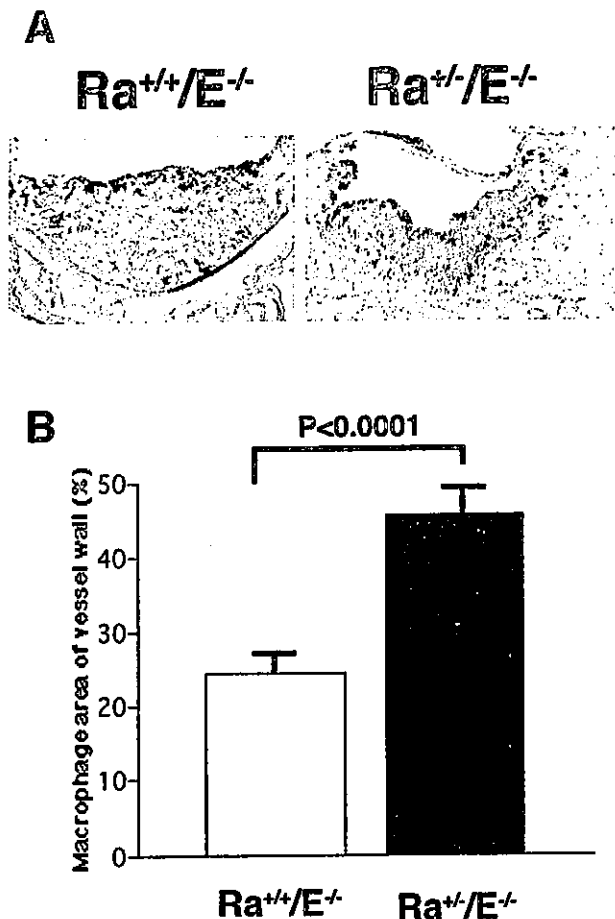 A
Ra+/+/E-/- Ra+/-/E-/-
B
P<0.0001
Macrophage area of vessel wall (%)
50
40
30
20
10
0
Ra+/+/E-/- Ra+/-/E-/-